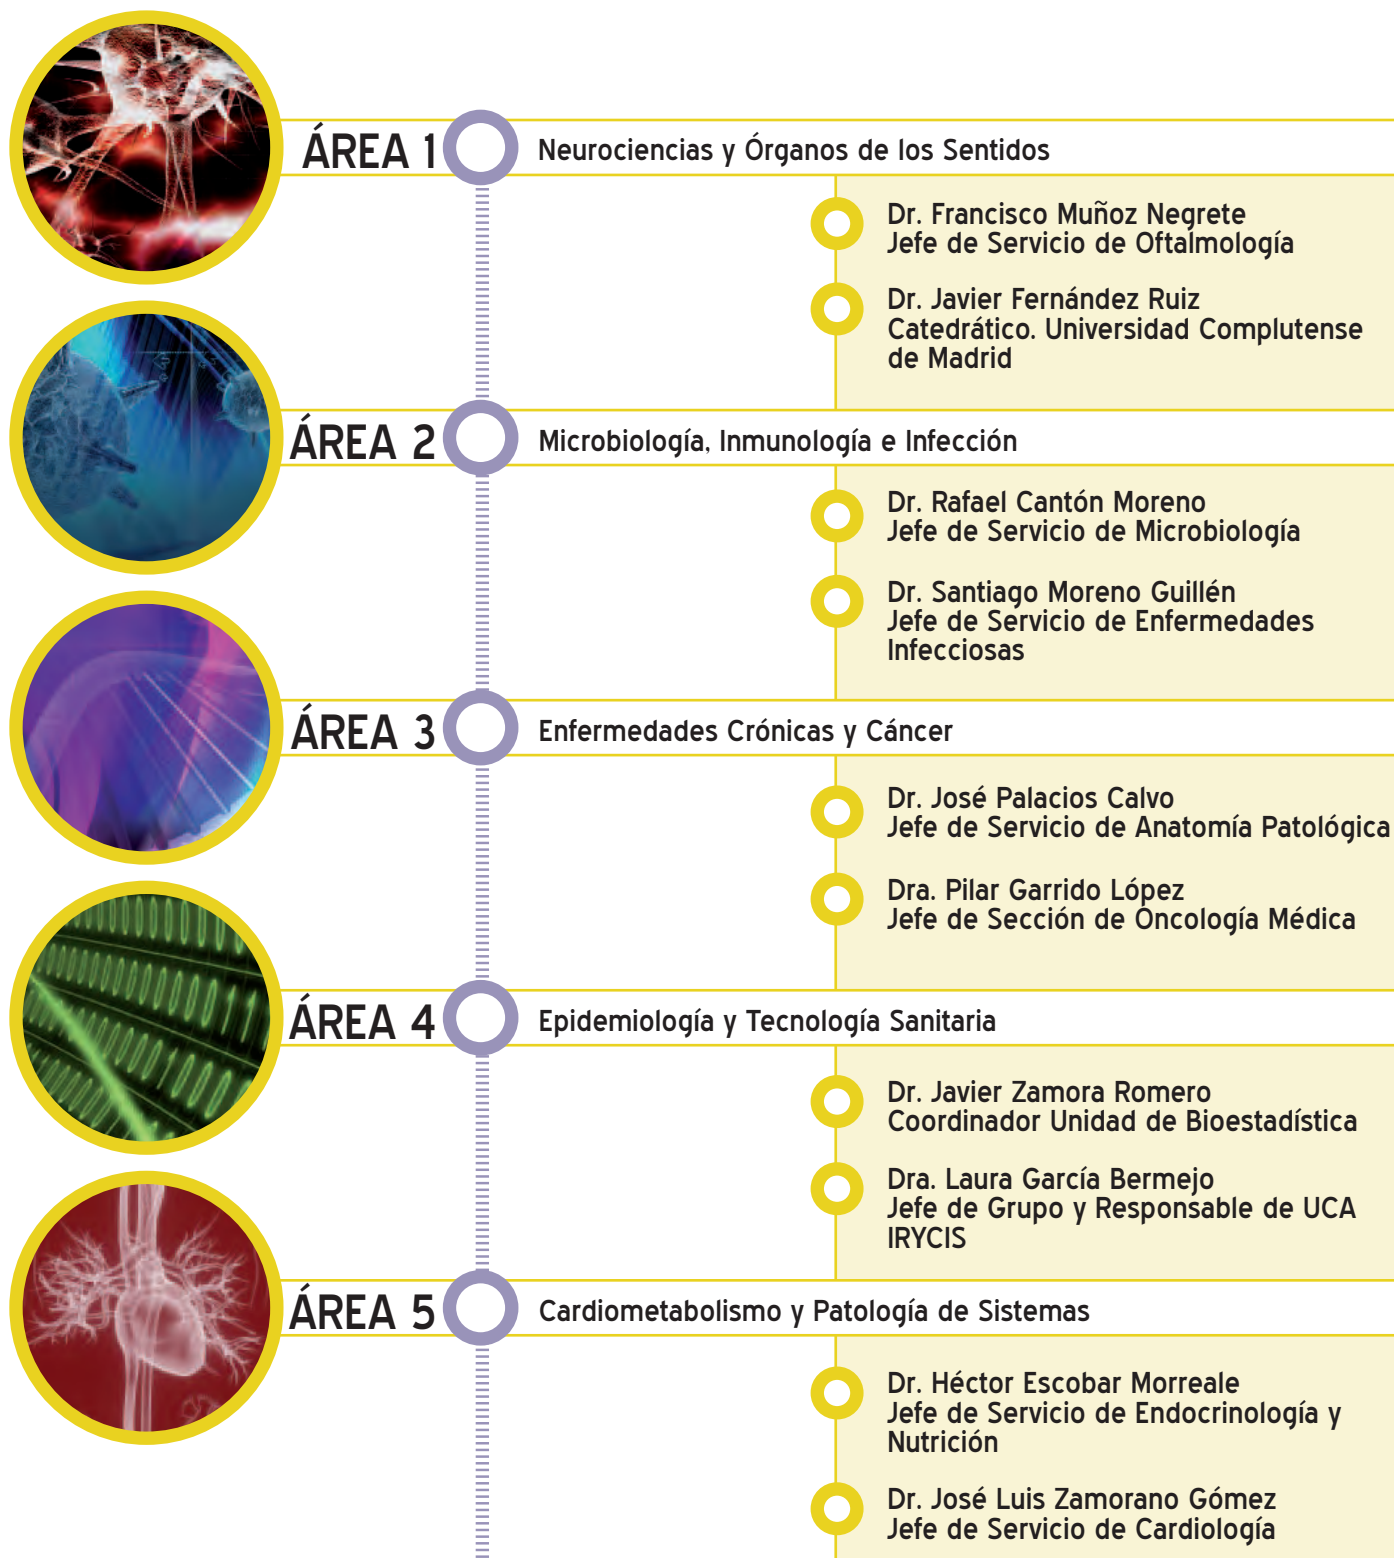 ÁREA 1
Neurociencias y Órganos de los Sentidos
Dr. Francisco Muñoz Negrete
Jefe de Servicio de Oftalmología
Dr. Javier Fernández Ruiz
Catedrático. Universidad Complutense
de Madrid
ÁREA 2
Microbiología, Inmunología e Infección
Dr. Rafael Cantón Moreno
Jefe de Servicio de Microbiología
Dr. Santiago Moreno Guillén
Jefe de Servicio de Enfermedades
Infecciosas
ÁREA 3
Enfermedades Crónicas y Cáncer
Dr. José Palacios Calvo
Jefe de Servicio de Anatomía Patológica
Dra. Pilar Garrido López
Jefe de Sección de Oncología Médica
ÁREA 4
Epidemiología y Tecnología Sanitaria
Dr. Javier Zamora Romero
Coordinador Unidad de Bioestadística
Dra. Laura García Bermejo
Jefe de Grupo y Responsable de UCA
IRYCIS
ÁREA 5
Cardiometabolismo y Patología de Sistemas
Dr. Héctor Escobar Morreale
Jefe de Servicio de Endocrinología y
Nutrición
Dr. José Luis Zamorano Gómez
Jefe de Servicio de Cardiología